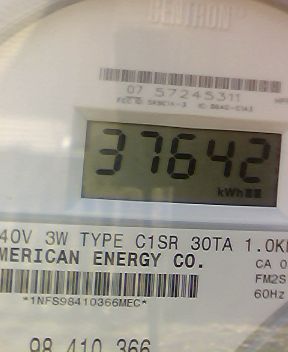 CENTRON®
07 57245311
37642
kWh
40V 3W TYPE C1SR 30TA 1.0K
MERICAN ENERGY CO.
CA 0
FM2S
60Hz
*1NFS98410366MEC*
98 410 366